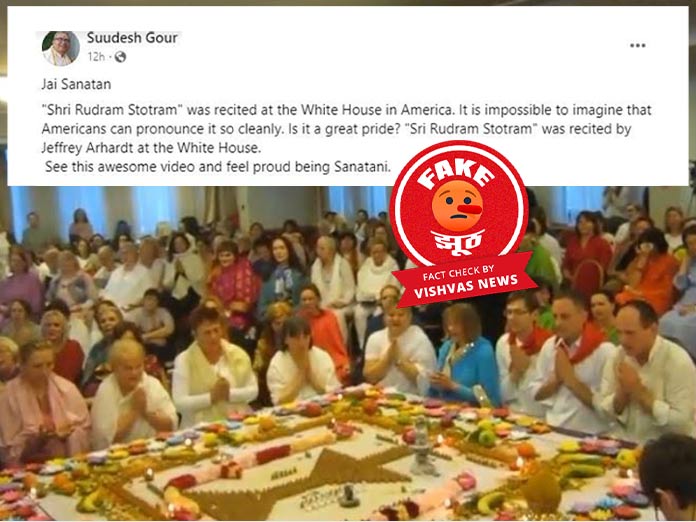 Suudesh Gour
12h ·
Jai Sanatan
"Shri Rudram Stotram" was recited at the White House in America. It is impossible to imagine that
Americans can pronounce it so cleanly. Is it a great pride? "Sri Rudram Stotram" was recited by
Jeffrey Arhardt at the White House.
See this awesome video and feel proud being Sanatani.
FAKE
झूठ
FACT CHECK BY
VISHVAS NEWS